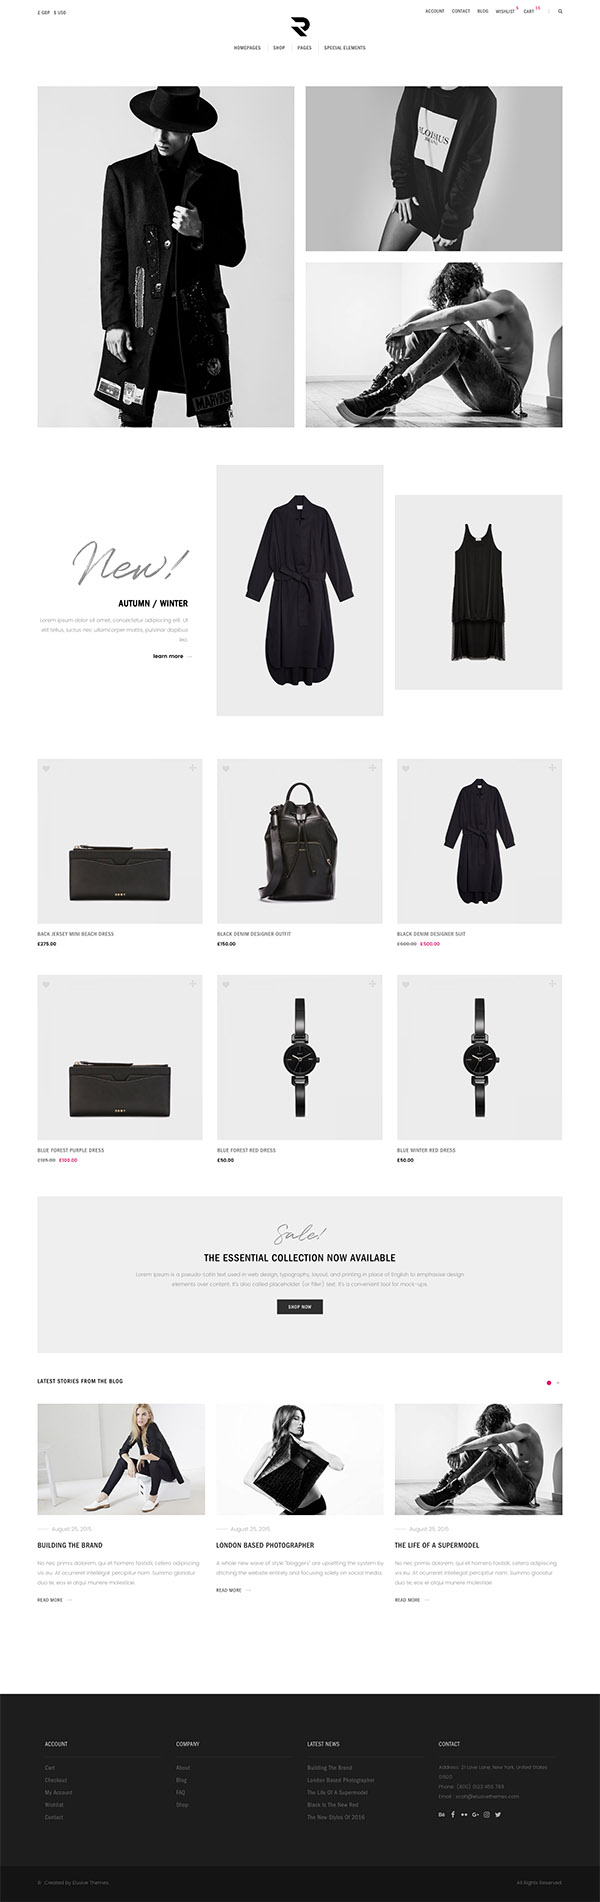 £ GBP $ USD
ACCOUNT CONTACT BLOG WISHLIST 5 CART 16
R
HOMEPAGES SHOP PAGES SPECIAL ELEMENTS
New!
AUTUMN / WINTER
Lorem ipsum dolor sit amet, consectetur adipiscing elit. Ut
elit tellus, luctus nec ullamcorper mattis, pulvinar dapibus
leo.
learn more
DKNY
BACK JERSEY MINI BEACH DRESS
£275.00
BLACK DENIM DESIGNER OUTFIT
£150.00
BLACK DENIM DESIGNER SUIT
£600.00 £500.00
DKNY
BLUE FOREST PURPLE DRESS
£125.00 £100.00
BLUE FOREST RED DRESS
£50.00
BLUE WINTER RED DRESS
£50.00
Sale!
THE ESSENTIAL COLLECTION NOW AVAILABLE
Lorem Ipsum is a pseudo-Latin text used in web design, typography, layout, and printing in place of English to emphasise design
elements over content. It's also called placeholder (or filler) text. It's a convenient tool for mock-ups.
SHOP NOW
LATEST STORIES FROM THE BLOG
August 25, 2015
BUILDING THE BRAND
No nec primis dolorem, qui et homero fastidii, cetero adipiscing
vis eu. At ocurreret intellegat percipitur nam. Summo gloriatur
duo te, eos ei atqui munere molestiae.
READ MORE
August 25, 2015
LONDON BASED PHOTOGRAPHER
A whole new wave of style "bloggers" are upsetting the system by
ditching the website entirely and focusing solely on social media.
READ MORE
August 25, 2015
THE LIFE OF A SUPERMODEL
No nec primis dolorem, qui et homero fastidii, cetero adipiscing
vis eu. At ocurreret intellegat percipitur nam. Summo gloriatur
duo te, eos ei atqui munere molestiae.
READ MORE
ACCOUNT
Cart
Checkout
My Account
Wishlist
Contact
COMPANY
About
Blog
FAQ
Shop
LATEST NEWS
Building The Brand
London Based Photographer
The Life Of A Supermodel
Black Is The New Red
The New Styles Of 2016
CONTACT
Address: 21 Love Lane, New York, United States
Phone: (800) 0123 456 789
Email : scott@elusivethemes.com
© Created by Elusive Themes.
All Rights Reserved.